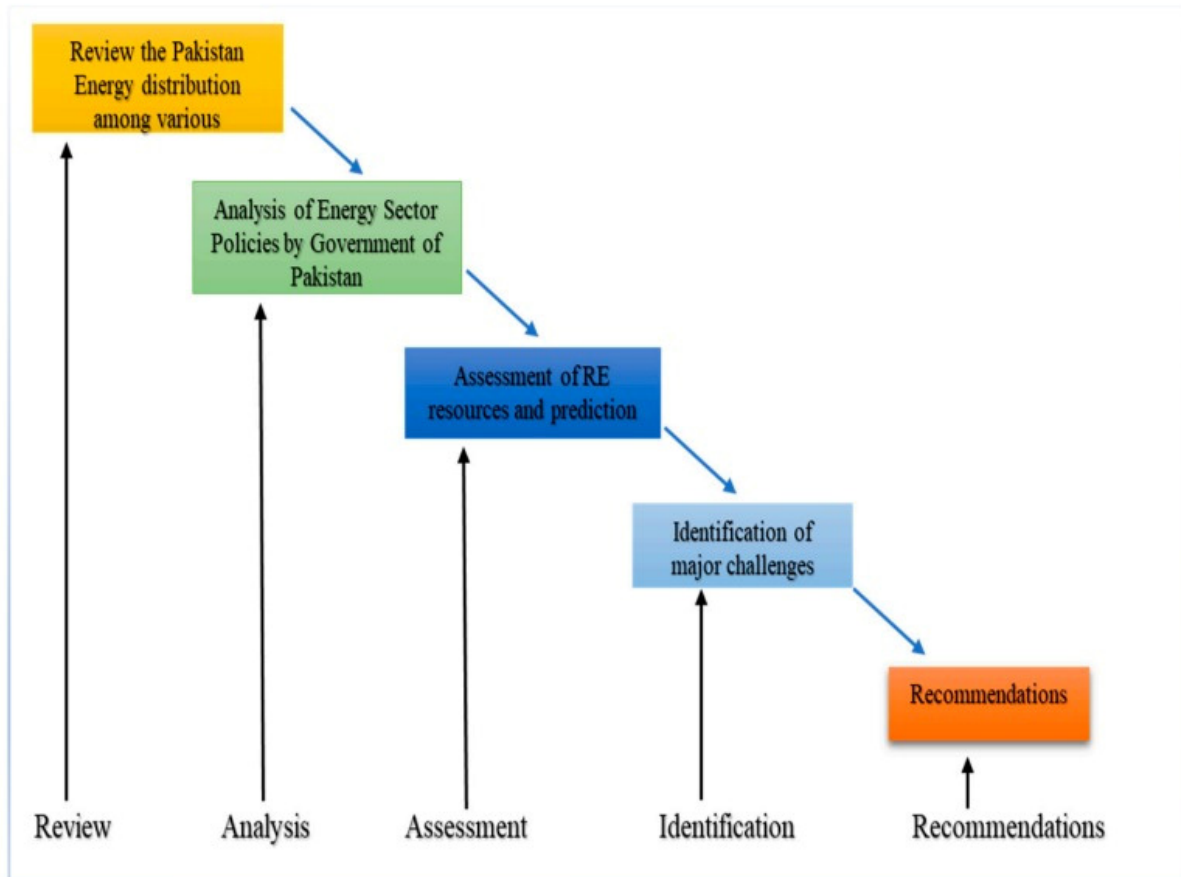 Review the Pakistan
Energy distribution
among various
Analysis of Energy Sector
Policies by Government of
Pakistan
Assessment of RE
resources and prediction
Identification of
major challenges
Recommendations
Review
Analysis
Assessment
Identification
Recommendations